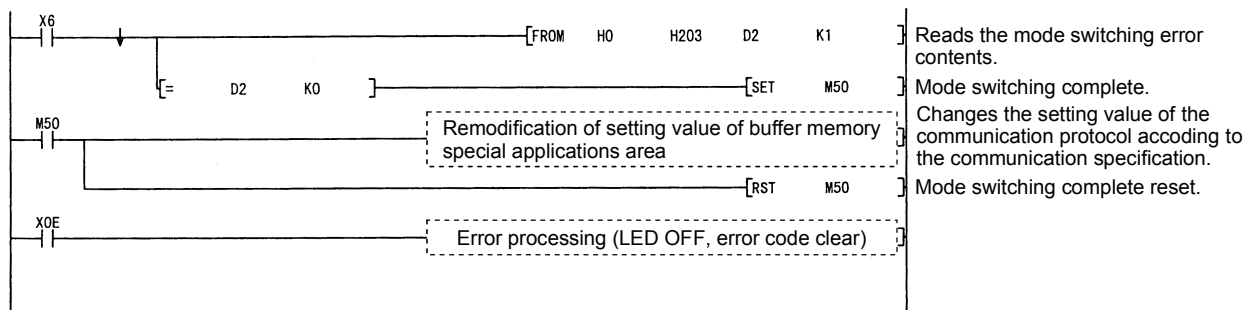 X6
[FROM H0 H203 D2 K1 ] Reads the mode switching error
contents.
[= D2 K0 ] [SET M50 ] Mode switching complete.
M50
Remodification of setting value of buffer memory
special applications area
Changes the setting value of the
communication protocol accoding to
the communication specification.
[RST M50 ] Mode switching complete reset.
X0E
Error processing (LED OFF, error code clear)